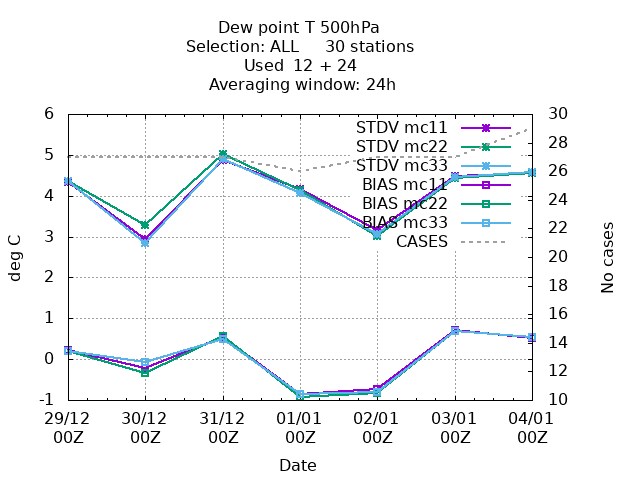 Dew point T 500hPa
Selection: ALL 30 stations
Used 12 + 24
Averaging window: 24h
6
5
4
3
2
1
0
-1
deg C
30
28
26
24
22
20
18
16
14
12
10
No cases
STDV mc11
STDV mc22
STDV mc33
BIAS mc11
BIAS mc22
BIAS mc33
CASES
29/12 30/12 31/12 01/01 02/01 03/01 04/01
00Z 00Z 00Z 00Z 00Z 00Z 00Z
Date